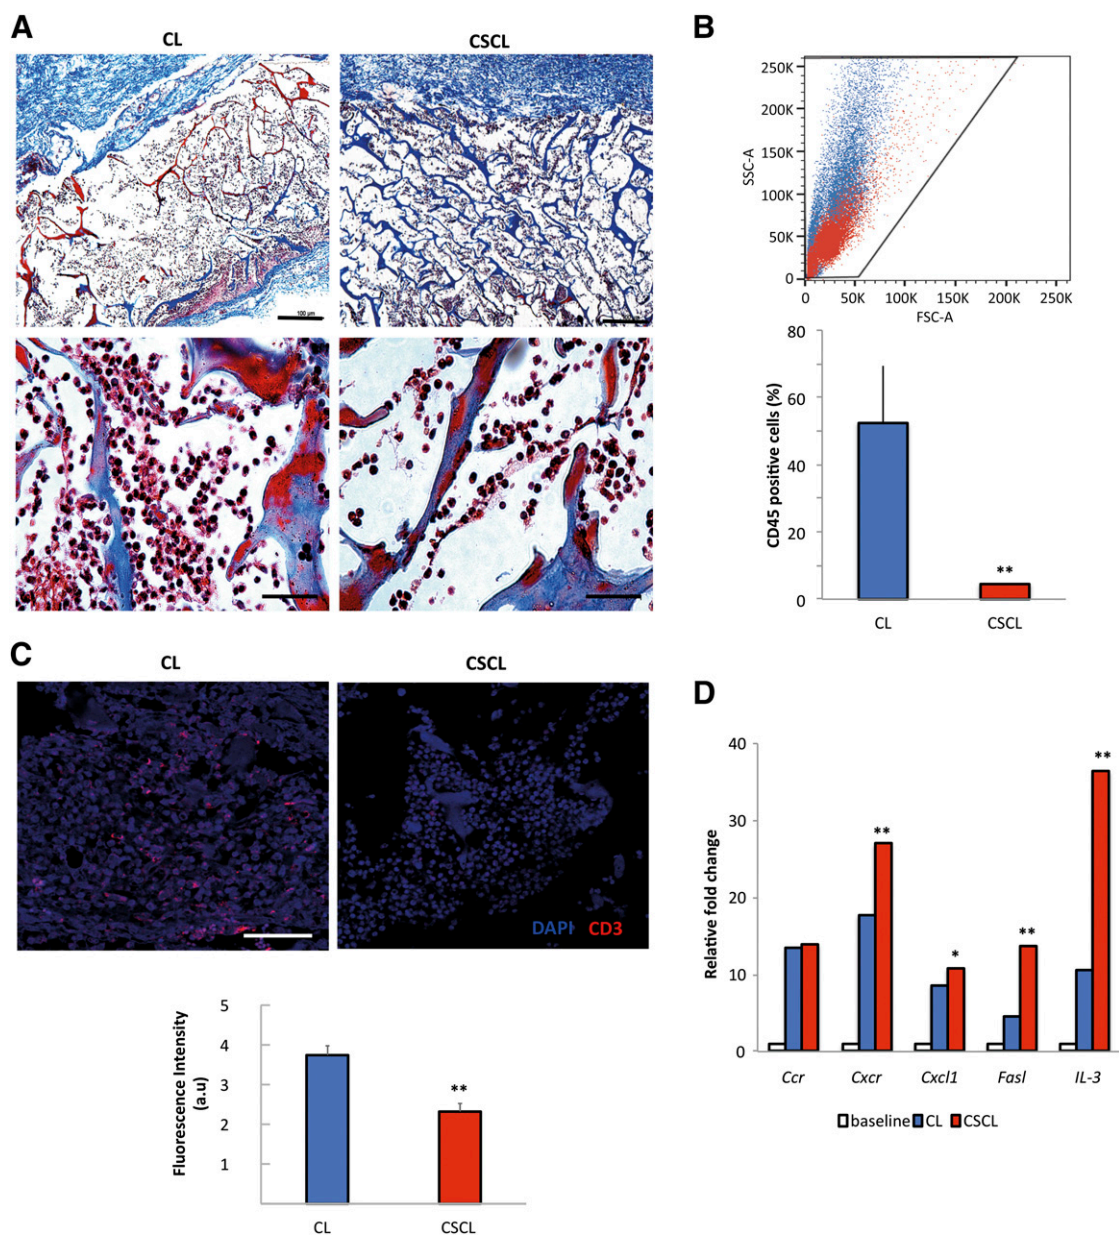 A
CL
CSCL
100 µm
B
250K
200K
150K
100K
50K
0
SSC-A
0
50K
100K
150K
200K
250K
FSC-A
80
60
40
20
0
CD45 positive cells (%)
**
CL
CSCL
C
CL
CSCL
DAPI CD3
5
4
3
2
1
Fluorescence Intensity
(a.u)
**
CL
CSCL
D
40
30
20
10
0
Relative fold change
**
*
**
**
Ccr
Cxcr
Cxcl1
Fasl
IL-3
baseline CL CSCL